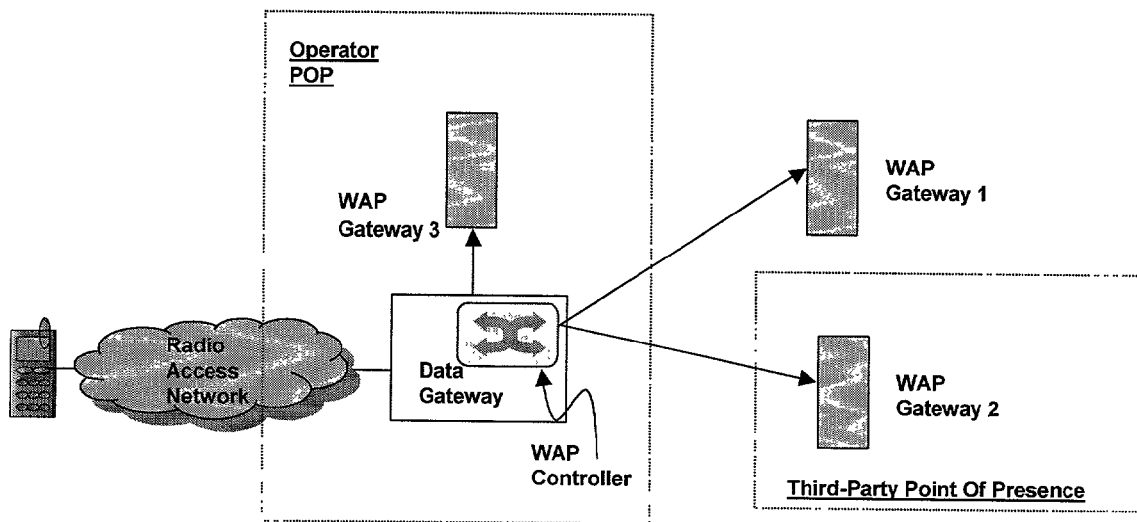 Operator
POP
WAP
Gateway 3
WAP
Gateway 1
Radio
Access
Network
Data
Gateway
WAP
Controller
WAP
Gateway 2
Third-Party Point Of Presence